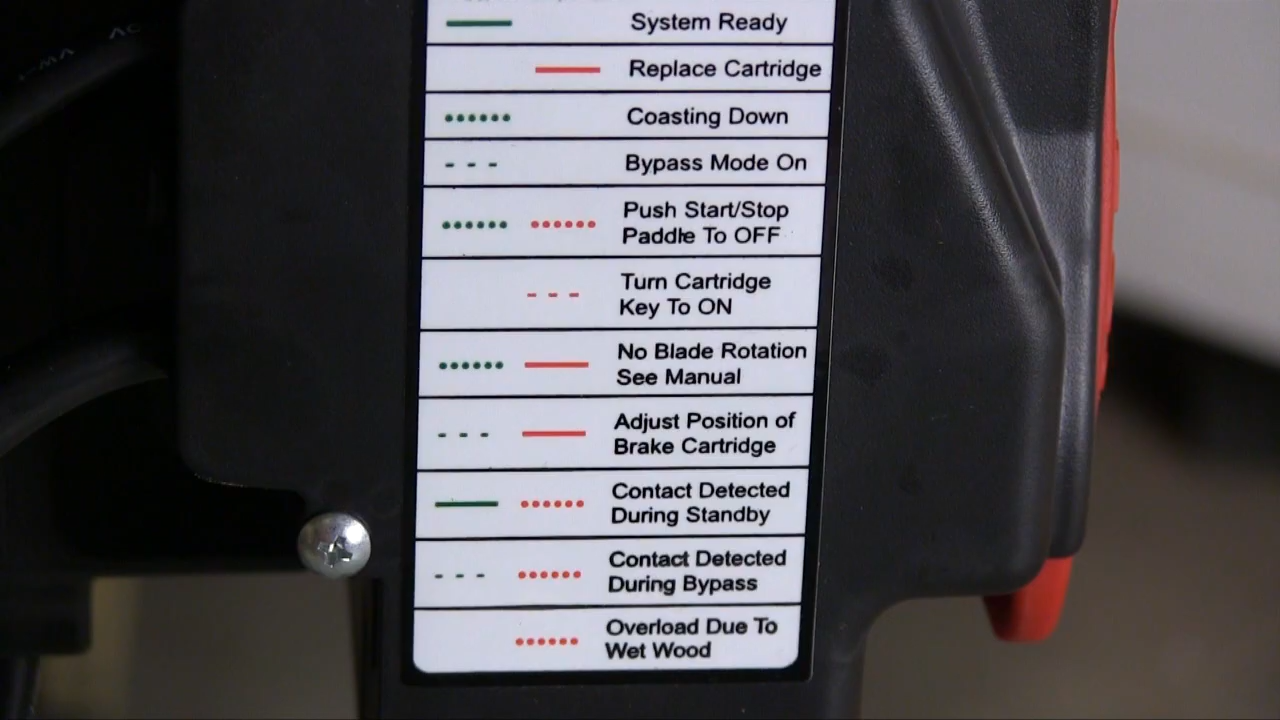 System Ready
Replace Cartridge
Coasting Down
Bypass Mode On
Push Start/Stop
Paddle To OFF
Turn Cartridge
Key To ON
No Blade Rotation
See Manual
Adjust Position of
Brake Cartridge
Contact Detected
During Standby
Contact Detected
During Bypass
Overload Due To
Wet Wood